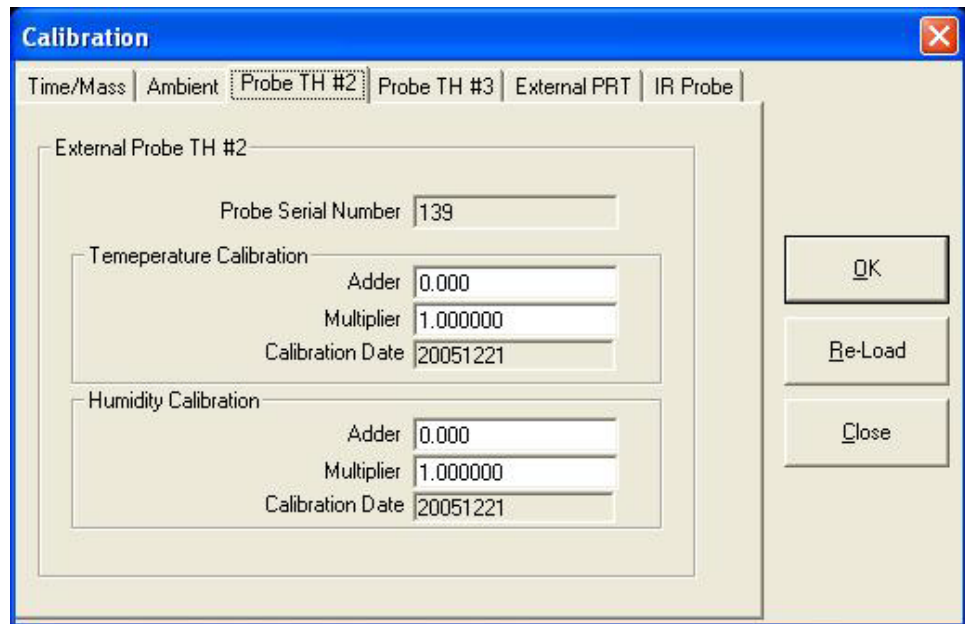 Calibration
Time/Mass Ambient Probe TH #2 Probe TH #3 External PRT IR Probe
External Probe TH #2
Probe Serial Number 139
Temeperature Calibration
Adder 0.000
Multiplier 1.000000
Calibration Date 20051221
Humidity Calibration
Adder 0.000
Multiplier 1.000000
Calibration Date 20051221
OK
Re-Load
Close